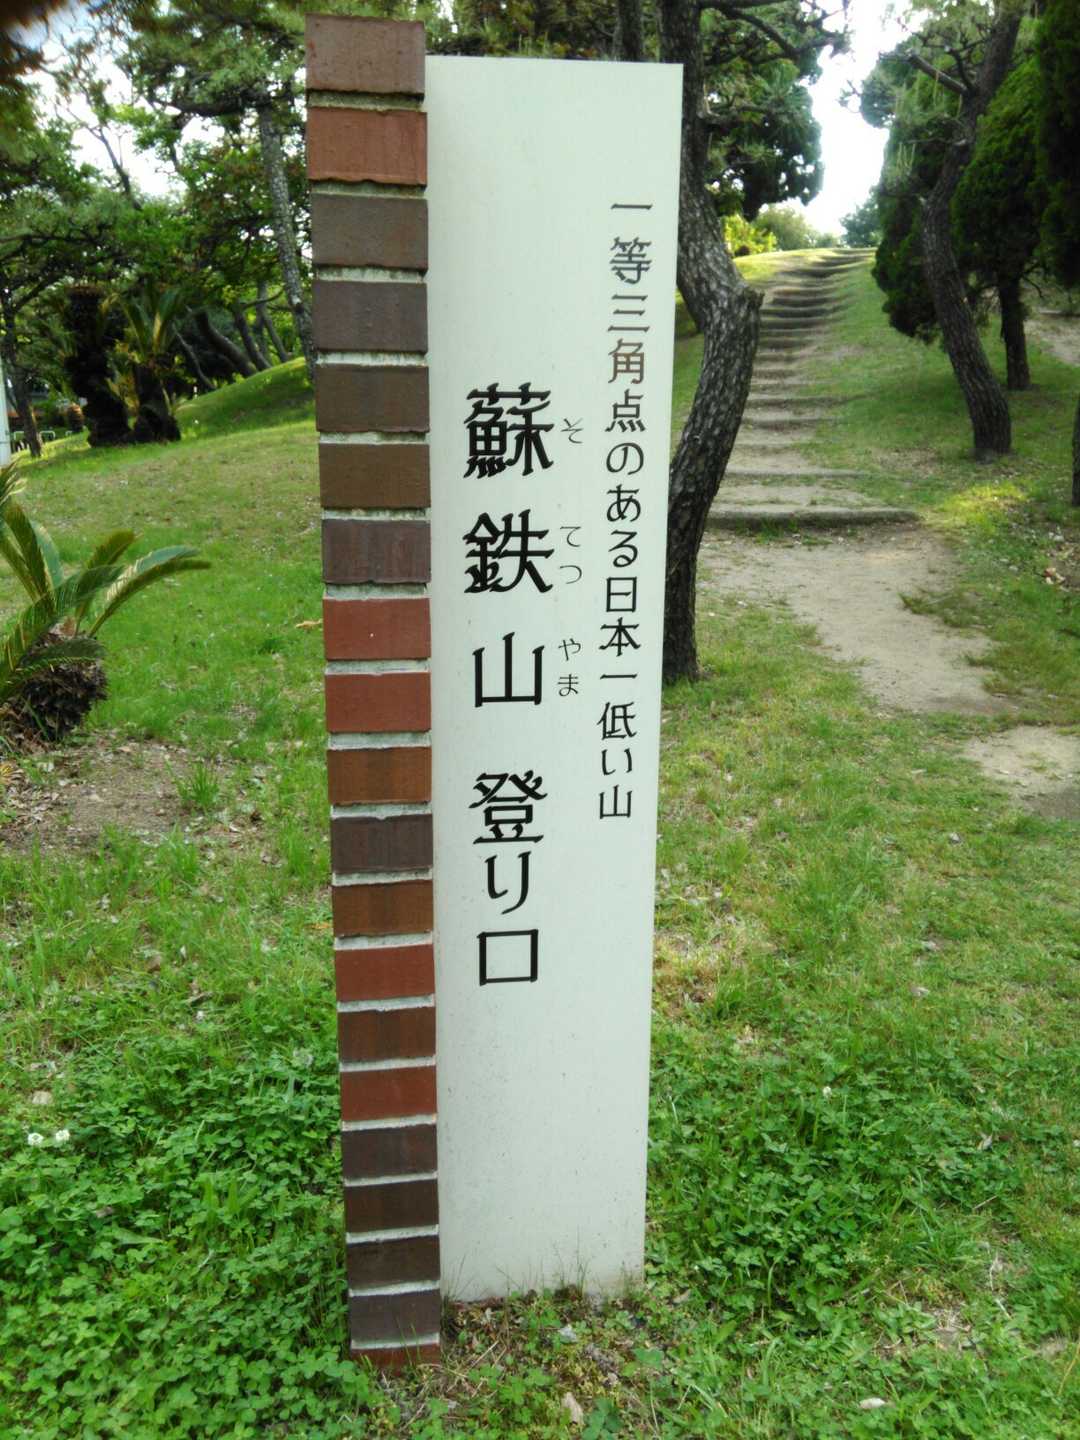 一等三角点のある日本一低い山
蘇鉄山登り口
そてつやま